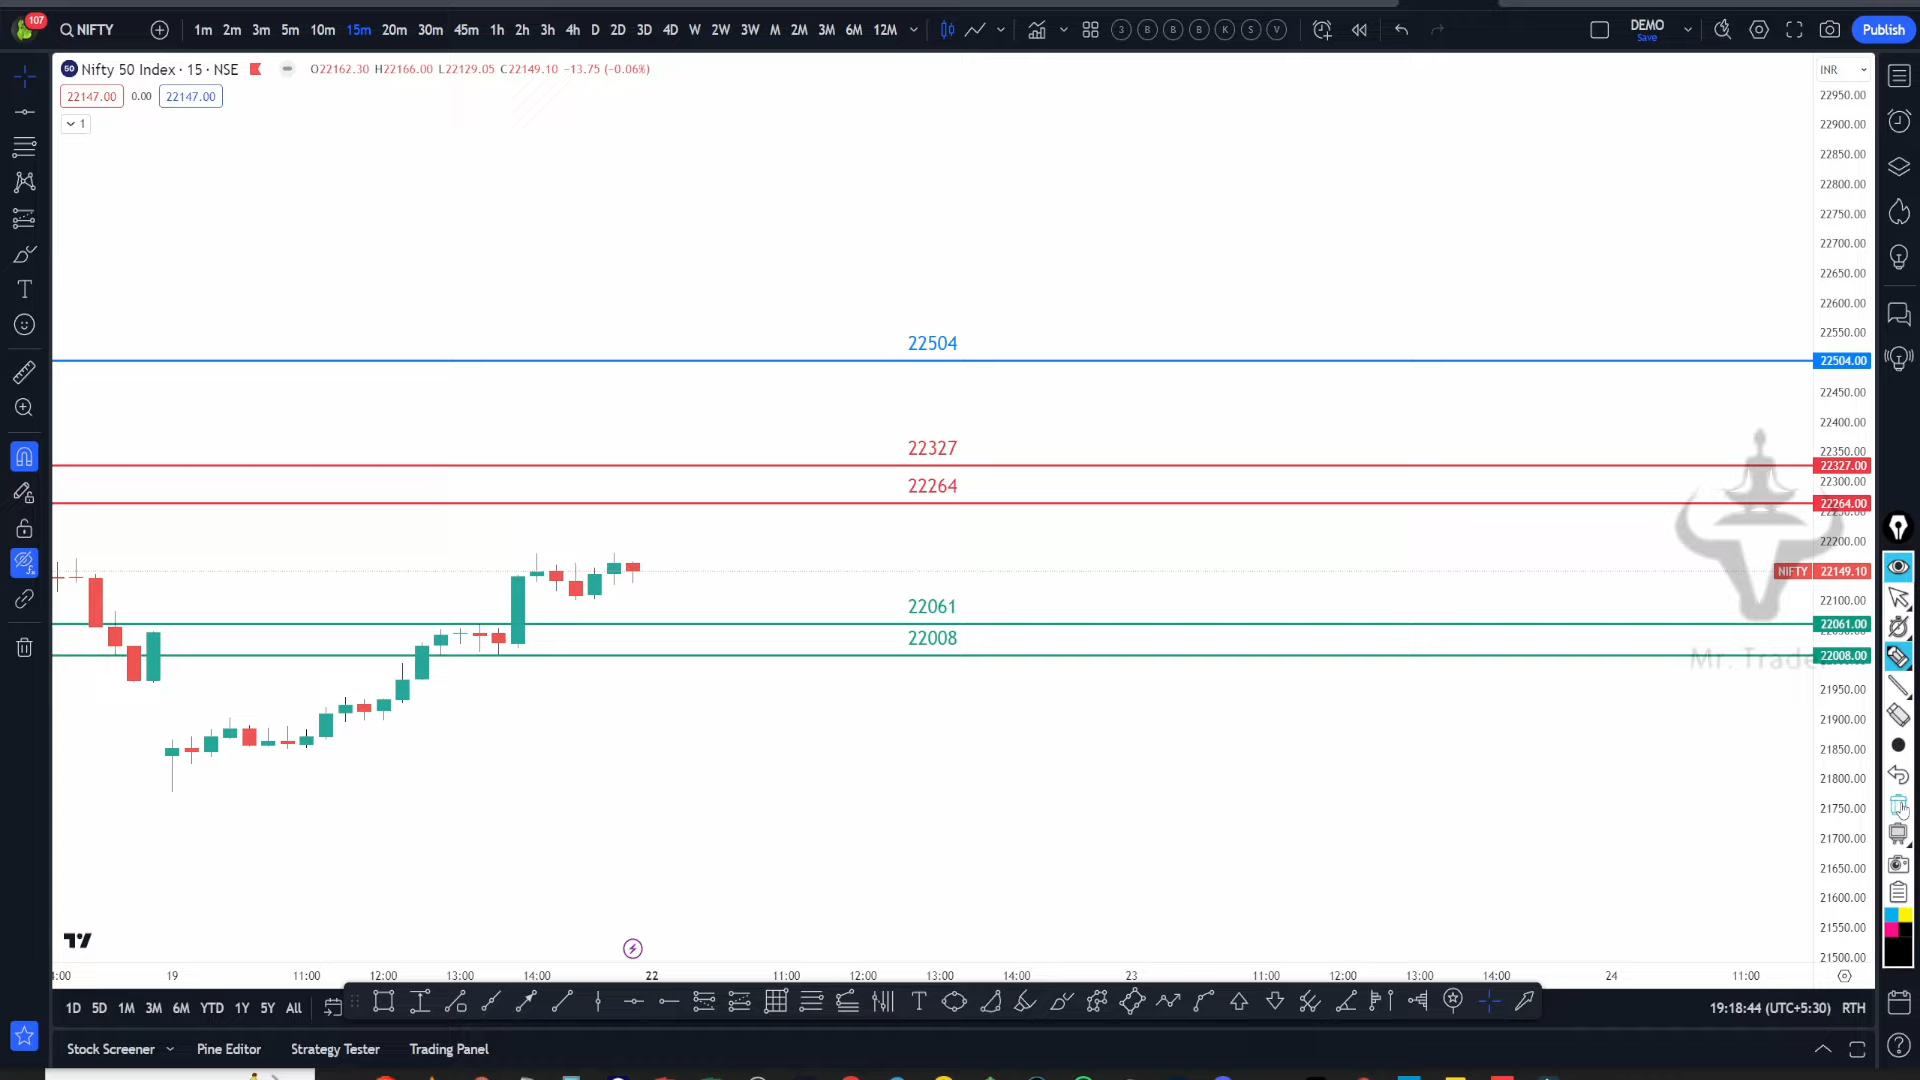 107
NIFTY
1m 2m 3m 5m 10m 15m 20m 30m 45m 1h 2h 3h 4h D 2D 3D 4D W 2W 3W M 2M 3M 6M 12M
3 B B B K S V
DEMO
Save
Publish
50 Nifty 50 Index · 15 · NSE
O22162.30 H22166.00 L22129.05 C22149.10 −13.75 (−0.06%)
INR
22147.00 0.00 22147.00
1
22950.00
22900.00
22850.00
22800.00
22750.00
22700.00
22650.00
22600.00
22550.00
22504
22504.00
22450.00
22400.00
22327
22350.00
22327.00
22264
22300.00
22264.00
22200.00
NIFTY 22149.10
22100.00
22061
22061.00
22008
22008.00
Mr. Trade
21950.00
21900.00
21850.00
21800.00
21750.00
21700.00
21650.00
21600.00
21550.00
21500.00
:00 19 11:00 12:00 13:00 14:00 22 11:00 12:00 13:00 14:00 23 11:00 12:00 13:00 14:00 24 11:00
1D 5D 1M 3M 6M YTD 1Y 5Y All
19:18:44 (UTC+5:30) RTH
Stock Screener Pine Editor Strategy Tester Trading Panel